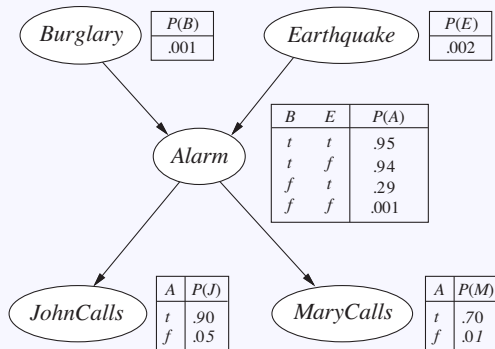 Burglary
P(B)
.001
Earthquake
P(E)
.002
Alarm
B E P(A)
t t .95
t f .94
f t .29
f f .001
JohnCalls
A P(J)
t .90
f .05
MaryCalls
A P(M)
t .70
f .01